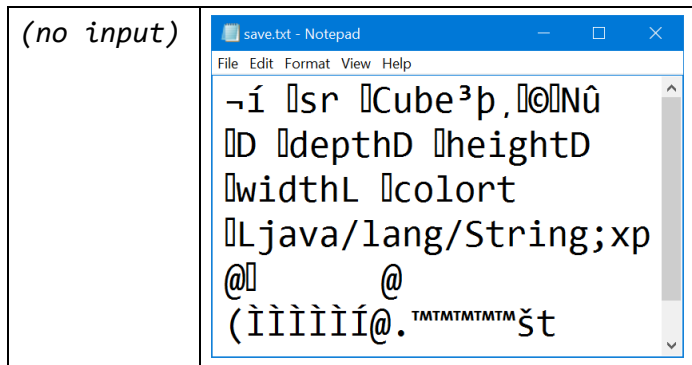 (no input)
save.txt - Notepad
File Edit Format View Help
¬í ▯sr ▯Cube³þ‚▯©▯Nû
▯D ▯depthD ▯heightD
▯widthL ▯colort
▯Ljava/lang/String;xp
@▯ @
(ÌÌÌÌÌÍ@.™™™™™št